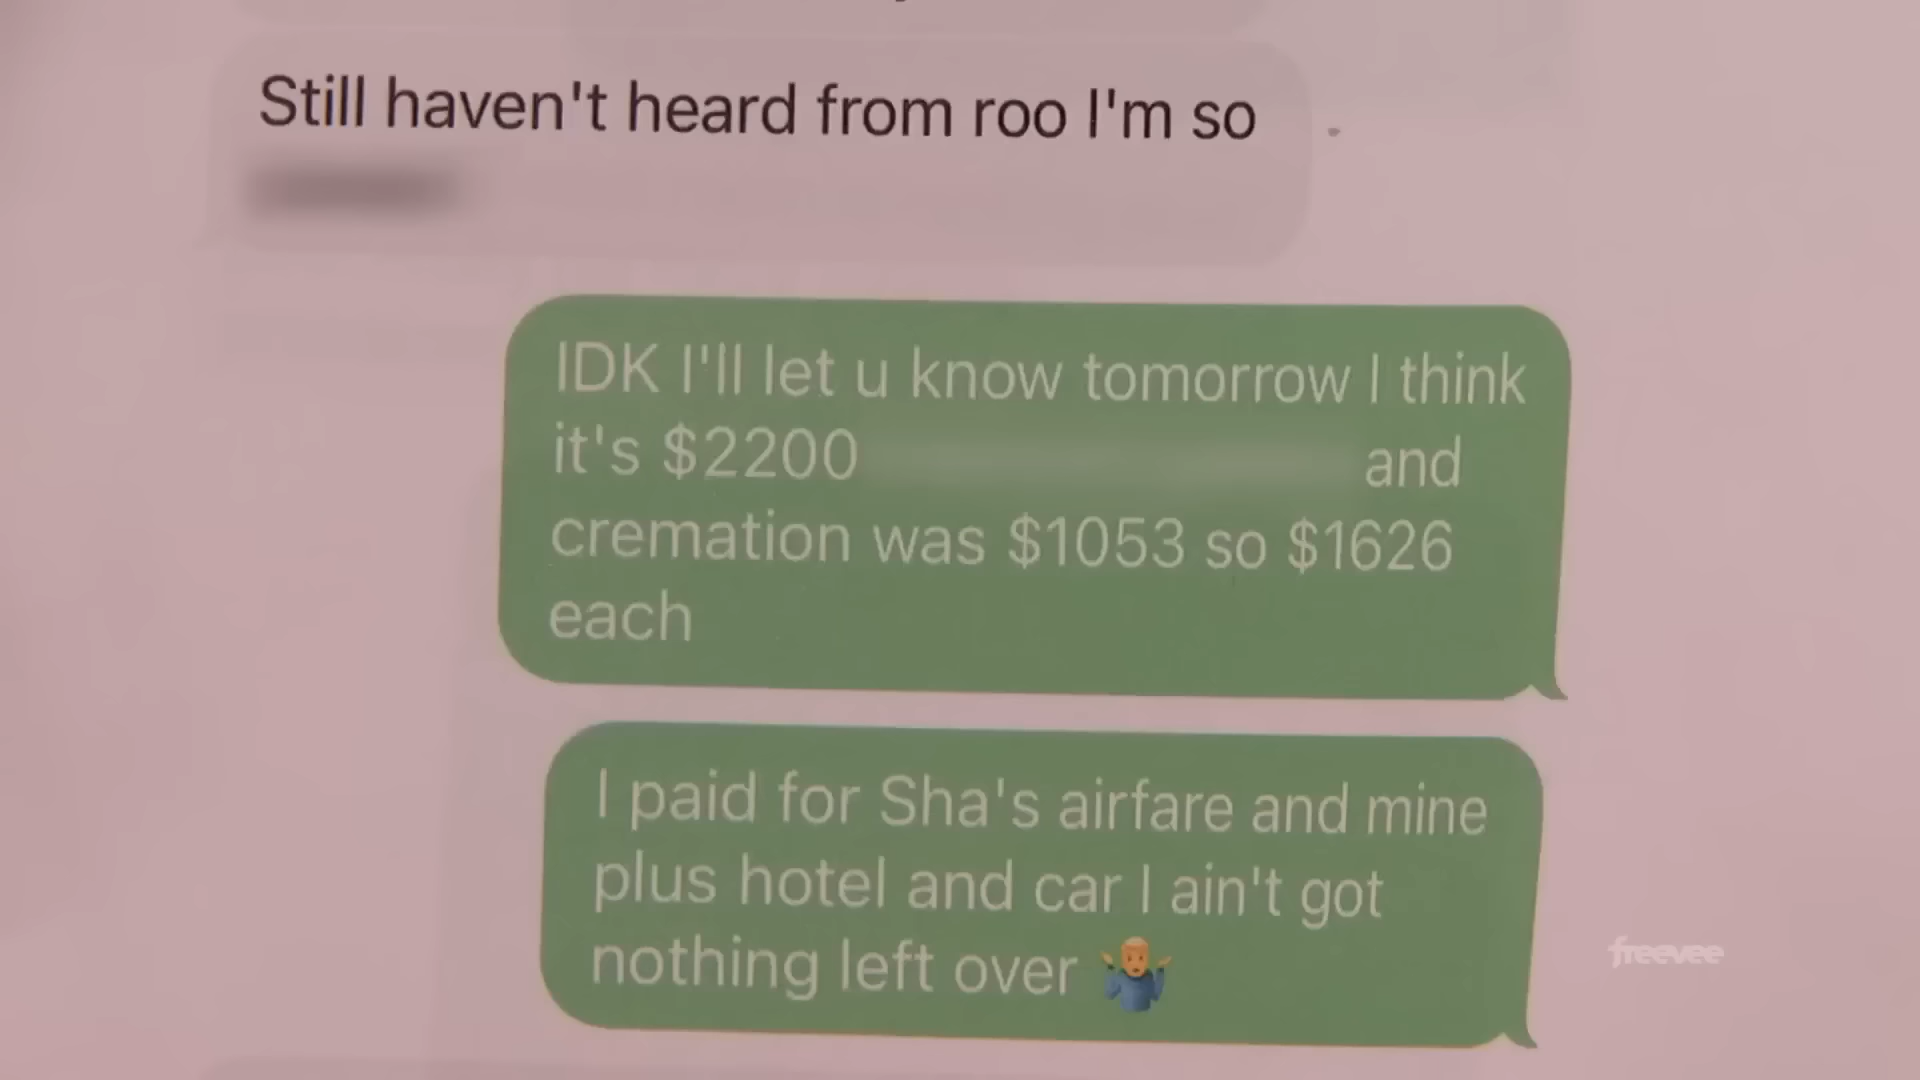 Still haven't heard from roo I'm so
IDK I'll let u know tomorrow I think
it's $2200 and
cremation was $1053 so $1626
each
I paid for Sha's airfare and mine
plus hotel and car I ain't got
nothing left over 🤷🏼‍♂️
freevee